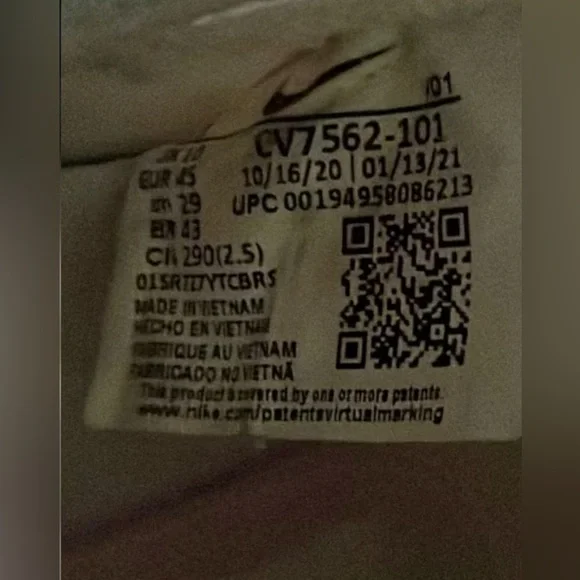 /01
CV7562-101
10/16/20 | 01/13/21
UPC 00194958086213
10
EUR 45
cm 29
BR 43
CN 290(2.5)
MADE IN VIETNAM
HECHO EN VIETNAM
FABRIQUE AU VIETNAM
FABRICADO NO VIETNÃ
This product is covered by one or more patents.
www.nike.com/patentsvirtualmarking